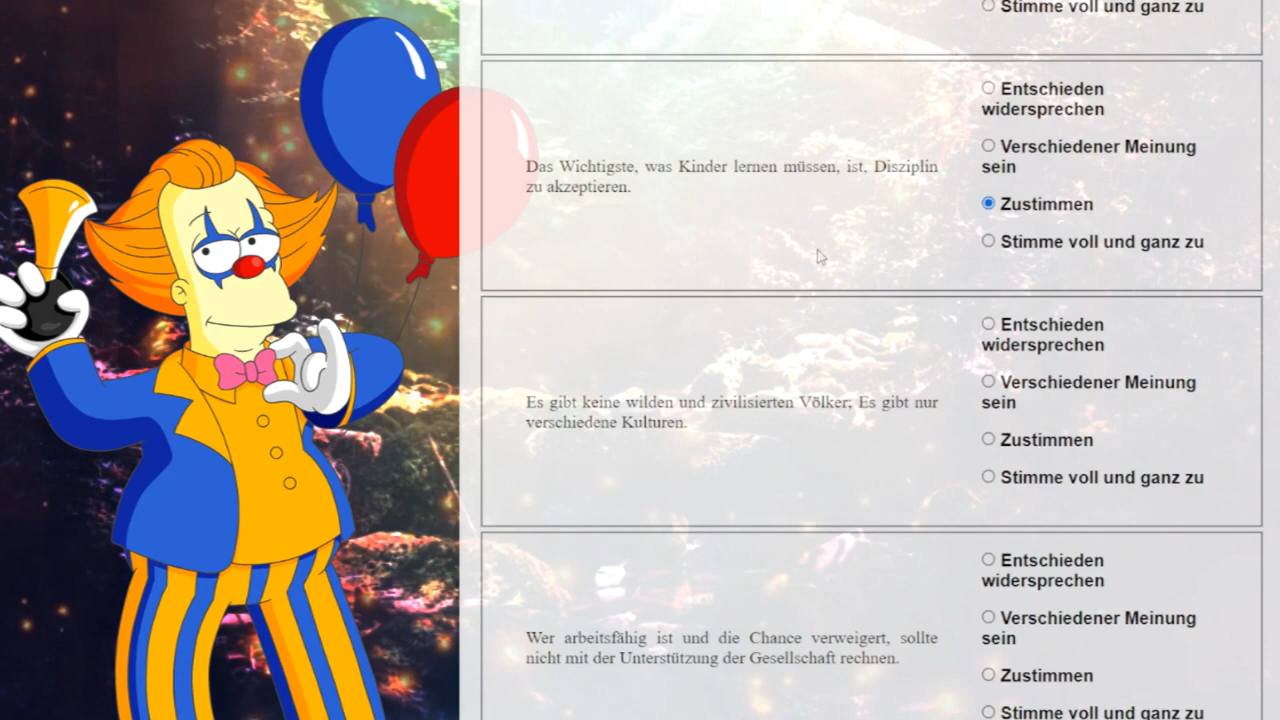 Stimme voll und ganz zu
Das Wichtigste, was Kinder lernen müssen, ist, Disziplin
zu akzeptieren.
Entschieden
widersprechen
Verschiedener Meinung
sein
Zustimmen
Stimme voll und ganz zu
Es gibt keine wilden und zivilisierten Völker; Es gibt nur
verschiedene Kulturen.
Entschieden
widersprechen
Verschiedener Meinung
sein
Zustimmen
Stimme voll und ganz zu
Wer arbeitsfähig ist und die Chance verweigert, sollte
nicht mit der Unterstützung der Gesellschaft rechnen.
Entschieden
widersprechen
Verschiedener Meinung
sein
Zustimmen
Stimme voll und ganz zu